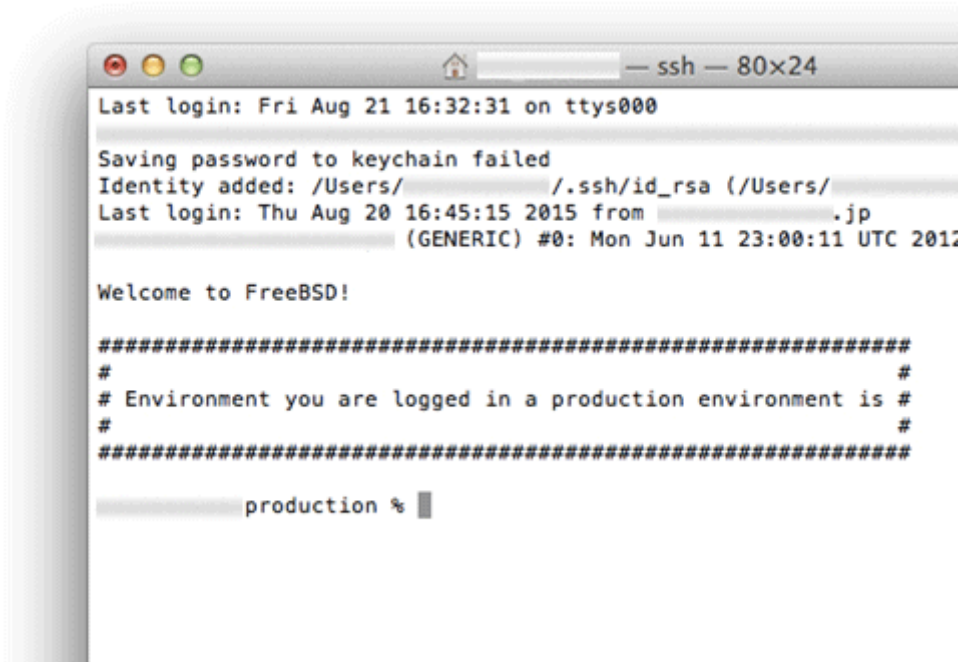 — ssh — 80×24
Last login: Fri Aug 21 16:32:31 on ttys000
Saving password to keychain failed
Identity added: /Users/ /.ssh/id_rsa (/Users/
Last login: Thu Aug 20 16:45:15 2015 from .jp
(GENERIC) #0: Mon Jun 11 23:00:11 UTC 2012
Welcome to FreeBSD!
#############################################################
# #
# Environment you are logged in a production environment is #
# #
#############################################################
production %